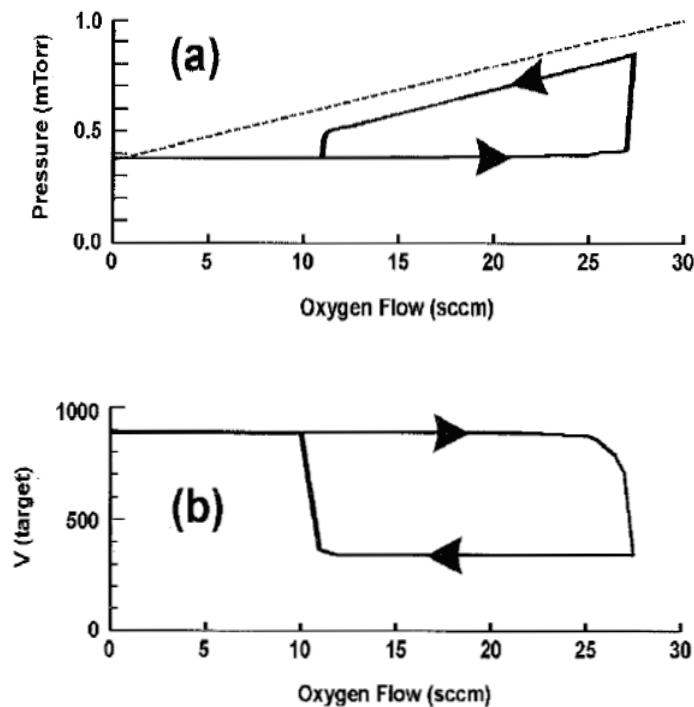 1.0
(a)
Pressure (mTorr)
0.5
0.0
0 5 10 15 20 25 30
Oxygen Flow (sccm)
1000
V (target)
500
(b)
0
0 5 10 15 20 25 30
Oxygen Flow (sccm)